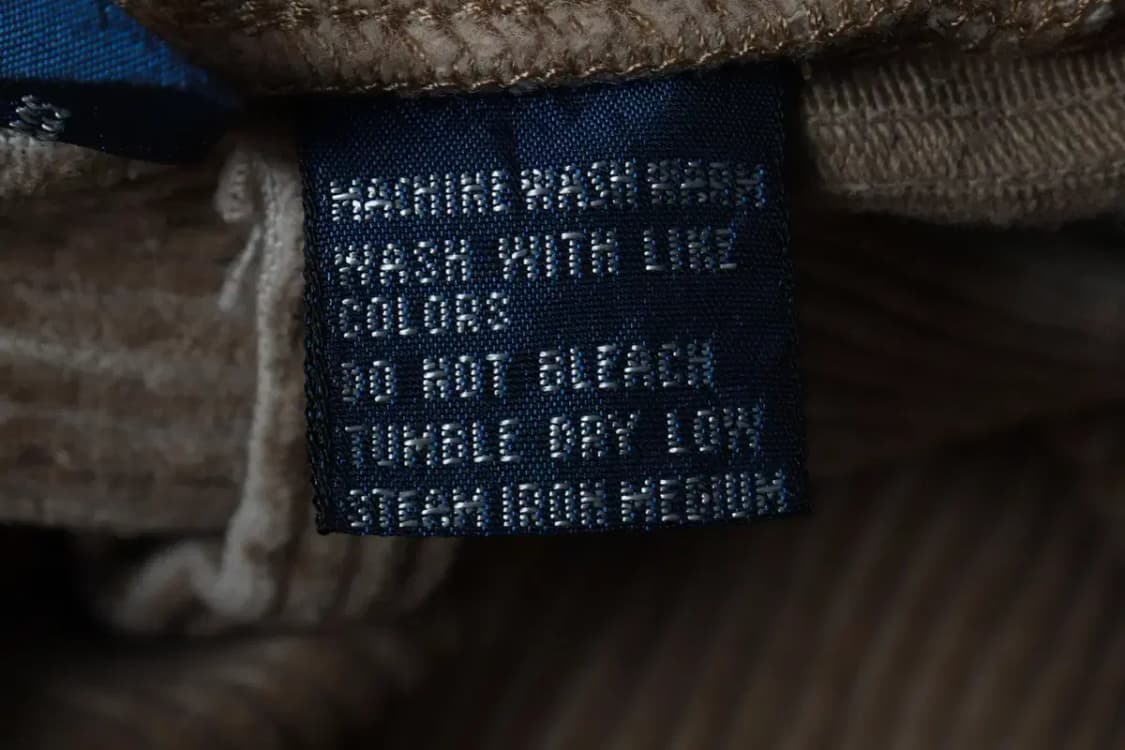 MACHINE WASH WARM
WASH WITH LIKE
COLORS
DO NOT BLEACH
TUMBLE DRY LOW
STEAM IRON MEDIUM